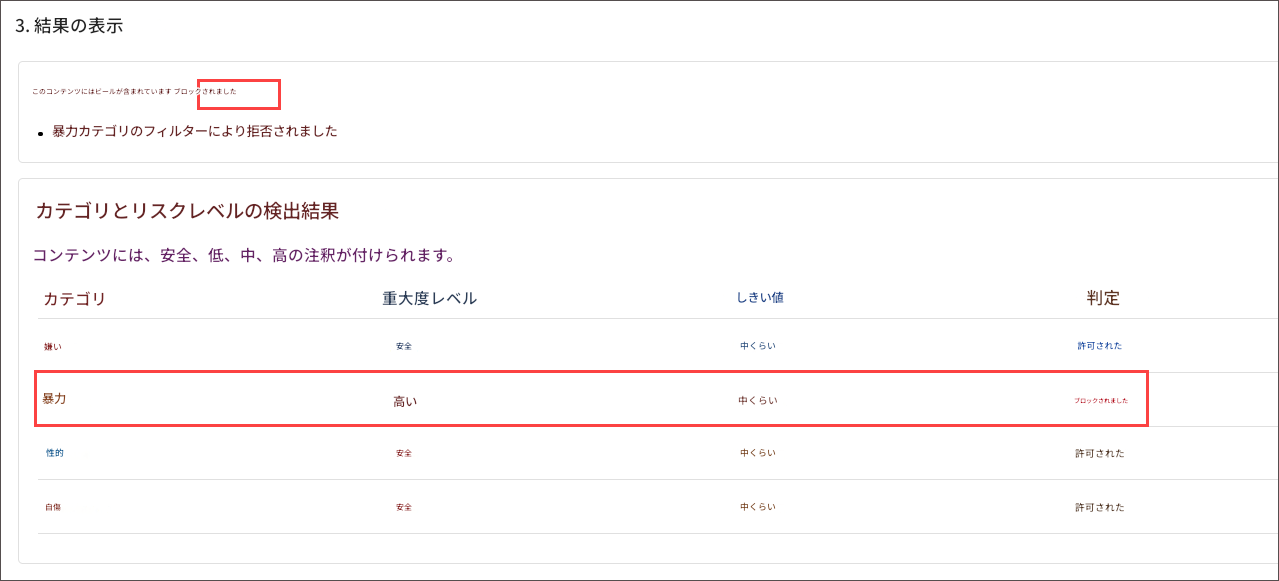 3. 結果の表示
このコンテンツにはビールが含まれています ブロックされました
暴力カテゴリのフィルターにより拒否されました
カテゴリとリスクレベルの検出結果
コンテンツには、安全、低、中、高の注釈が付けられます。
カテゴリ 重大度レベル しきい値 判定
嫌い 安全 中くらい 許可された
暴力 高い 中くらい ブロックされました
性的 安全 中くらい 許可された
自傷 安全 中くらい 許可された